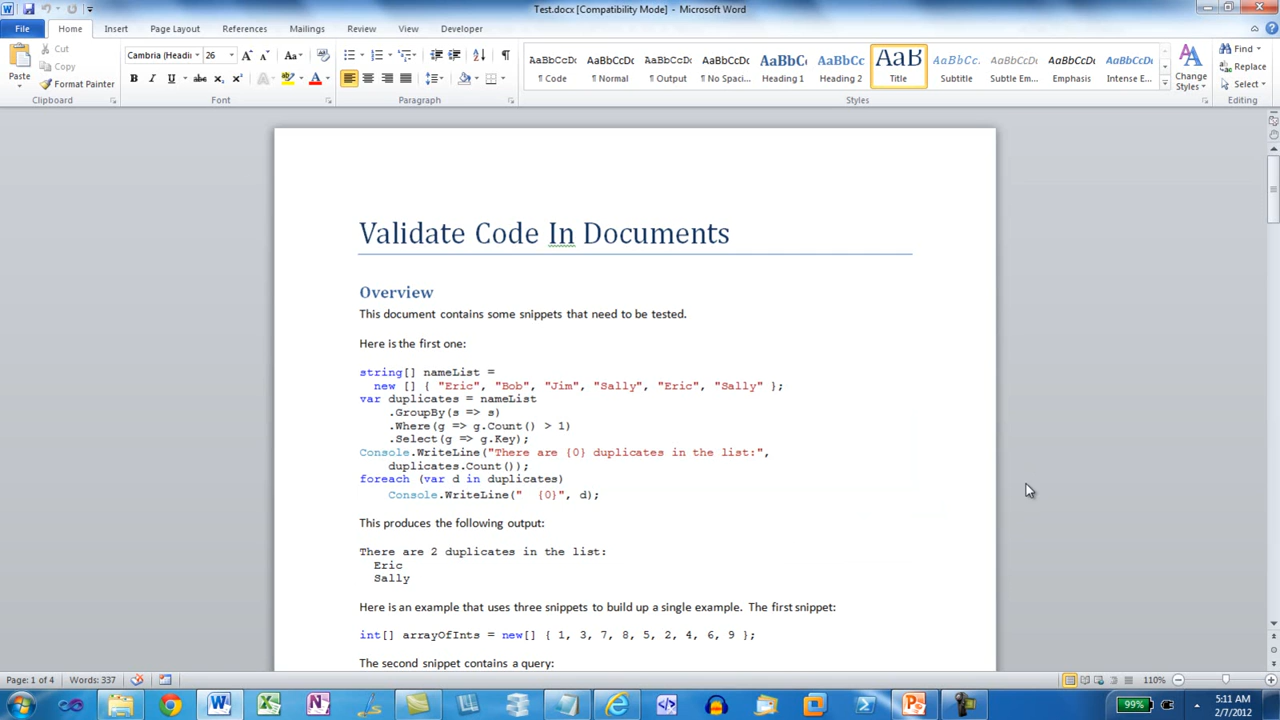 Test.docx [Compatibility Mode] - Microsoft Word
File Home Insert Page Layout References Mailings Review View Developer
Paste
Cut
Copy
Format Painter
Clipboard
Cambria (Headi 26
Font
Paragraph
AaBbCcDc AaBbCcDc AaBbCcDc AaBbCcDc AaBbC AaBbCc AaB AaBbCc. AaBbCcDc AaBbCcDc AaBbCcDc
¶ Code ¶ Normal ¶ Output ¶ No Spaci... Heading 1 Heading 2 Title Subtitle Subtle Em... Emphasis Intense E...
Change Styles
Styles
Find
Replace
Select
Editing
Validate Code In Documents
Overview
This document contains some snippets that need to be tested.
Here is the first one:
string[] nameList =
new [] { "Eric", "Bob", "Jim", "Sally", "Eric", "Sally" };
var duplicates = nameList
.GroupBy(s => s)
.Where(g => g.Count() > 1)
.Select(g => g.Key);
Console.WriteLine("There are {0} duplicates in the list:",
duplicates.Count());
foreach (var d in duplicates)
Console.WriteLine("  {0}", d);
This produces the following output:
There are 2 duplicates in the list:
Eric
Sally
Here is an example that uses three snippets to build up a single example. The first snippet:
int[] arrayOfInts = new[] { 1, 3, 7, 8, 5, 2, 4, 6, 9 };
The second snippet contains a query:
Page: 1 of 4 Words: 337 110%
99% 5:11 AM
2/7/2012